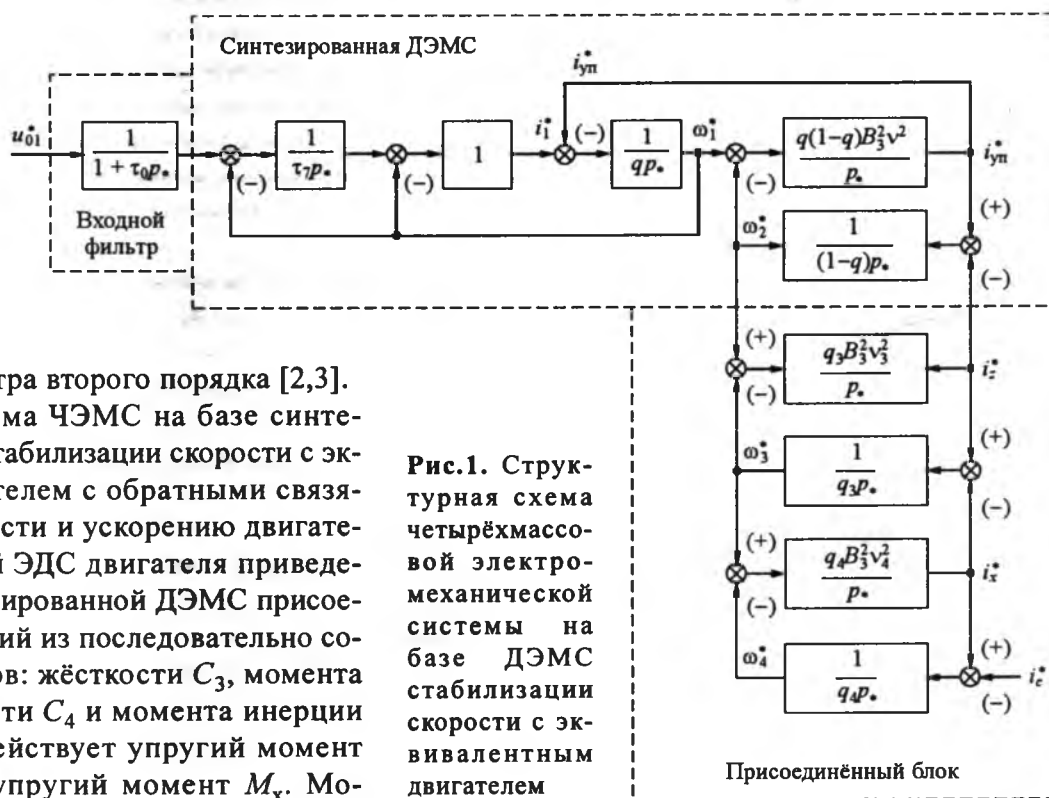 Синтезированная ДЭМС
i*уп
u*01
1
1 + τ0p*
(−)
1
τ7p*
(−)
1
i*1
(−)
1
qp*
ω*1
(−)
q(1−q)B3²ν²
p*
i*уп
(+)
Входной
фильтр
ω*2
1
(1−q)p*
(−)
(+)
(−)
q3B3²ν3²
p*
i*z
(+)
ω*3
1
q3p*
(−)
(+)
(−)
q4B3²ν4²
p*
i*x
(+)
ω*4
1
q4p*
i*c
(−)
Присоединённый блок
тра второго порядка [2,3].
ма ЧЭМС на базе синте-
табилизации скорости с эк-
телем с обратными связя-
сти и ускорению двигате-
й ЭДС двигателя приведе-
зированной ДЭМС присое-
ций из последовательно со-
ов: жёсткости C3, момента
ти C4 и момента инерции
ействует упругий момент
упругий момент Mx. Мо-
Рис.1. Струк-
турная схема
четырёхмассо-
вой электро-
механической
системы на
базе ДЭМС
стабилизации
скорости с эк-
вивалентным
двигателем